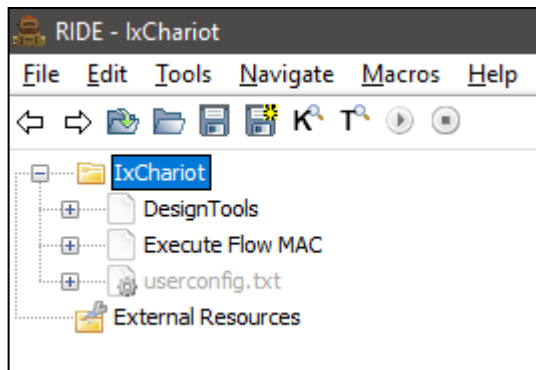 RIDE - IxChariot
File Edit Tools Navigate Macros Help
K T
IxChariot
DesignTools
Execute Flow MAC
userconfig.txt
External Resources